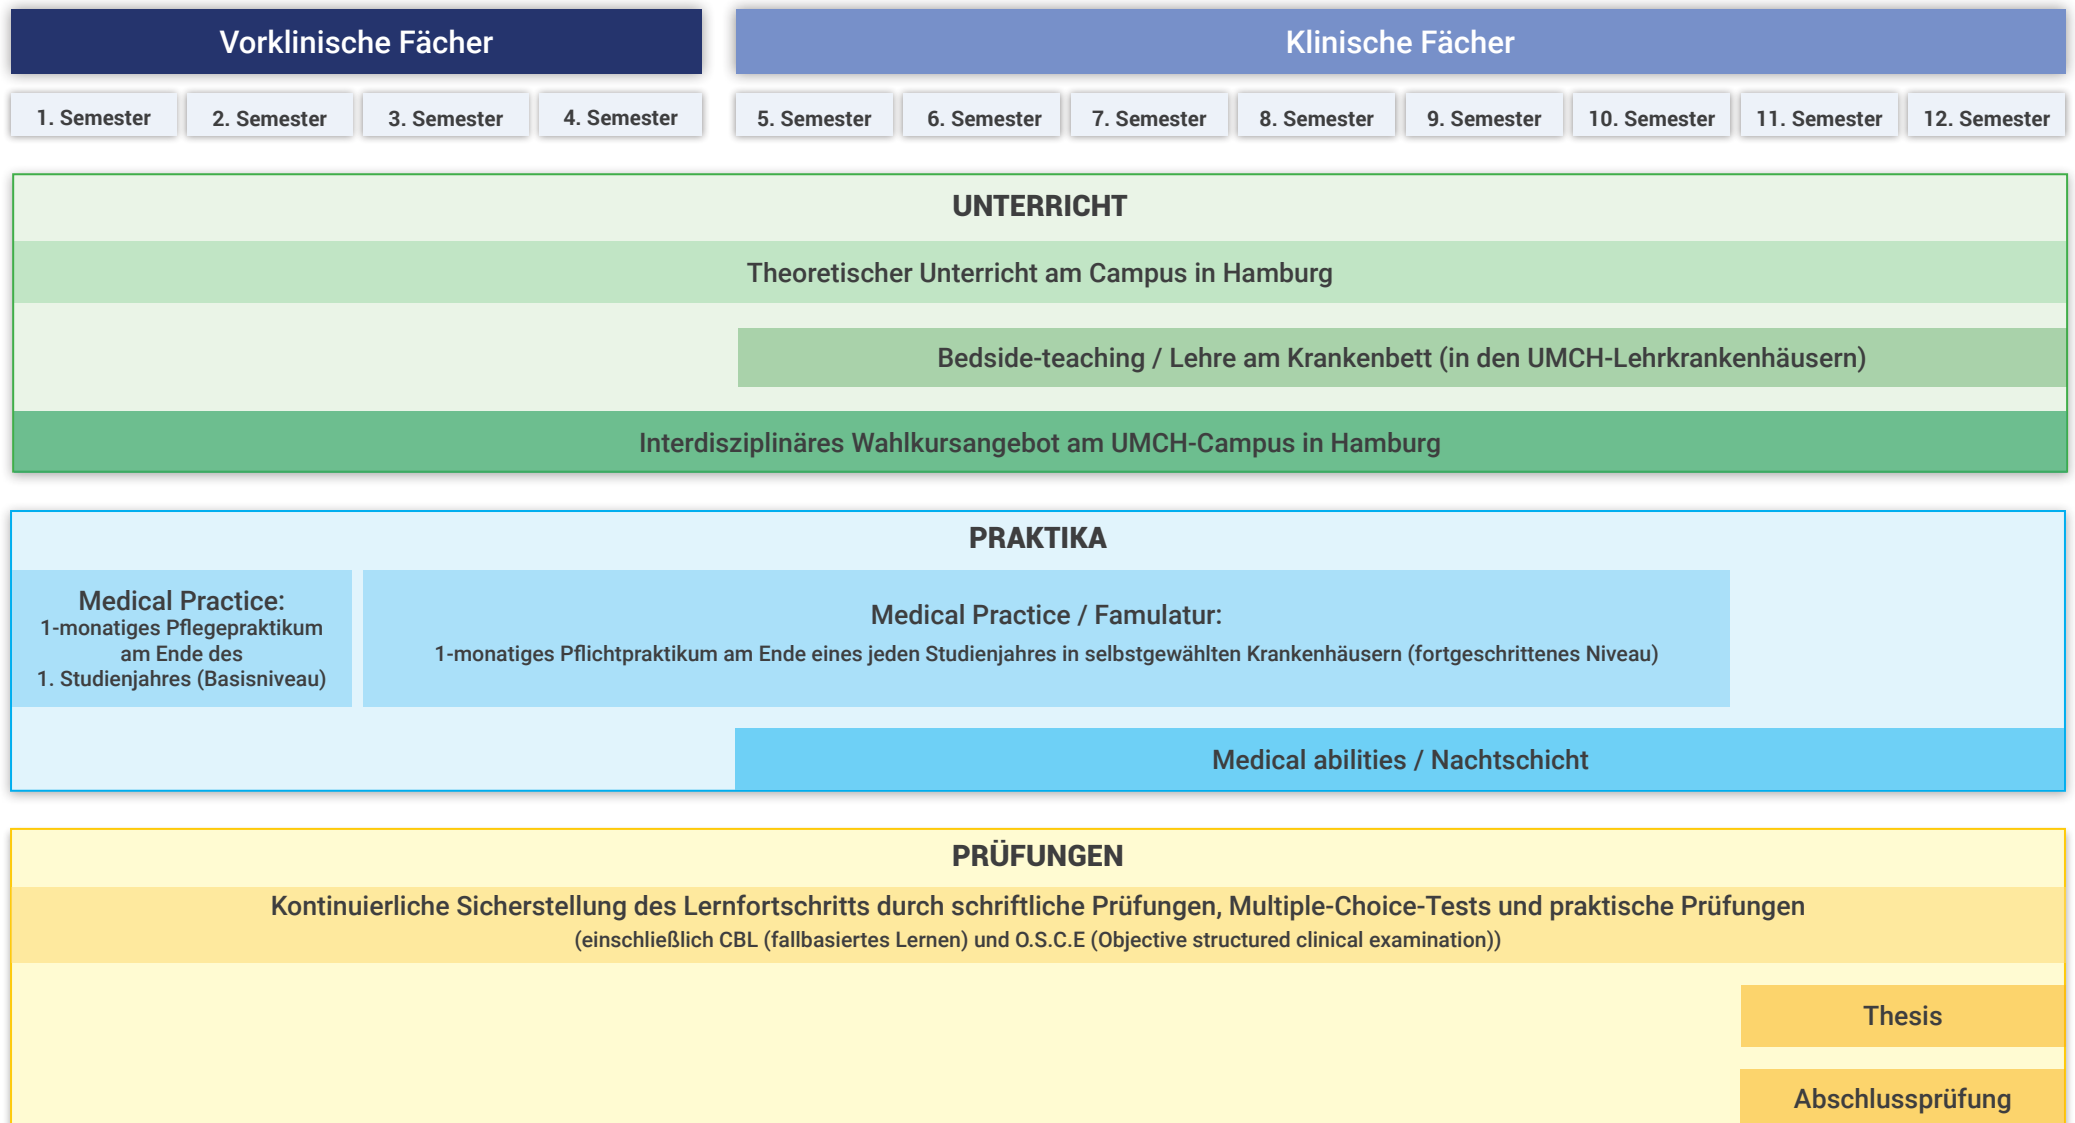 Vorklinische Fächer
Klinische Fächer
1. Semester
2. Semester
3. Semester
4. Semester
5. Semester
6. Semester
7. Semester
8. Semester
9. Semester
10. Semester
11. Semester
12. Semester
UNTERRICHT
Theoretischer Unterricht am Campus in Hamburg
Bedside-teaching / Lehre am Krankenbett (in den UMCH-Lehrkrankenhäusern)
Interdisziplinäres Wahlkursangebot am UMCH-Campus in Hamburg
PRAKTIKA
Medical Practice:
1-monatiges Pflegepraktikum
am Ende des
1. Studienjahres (Basisniveau)
Medical Practice / Famulatur:
1-monatiges Pflichtpraktikum am Ende eines jeden Studienjahres in selbstgewählten Krankenhäusern (fortgeschrittenes Niveau)
Medical abilities / Nachtschicht
PRÜFUNGEN
Kontinuierliche Sicherstellung des Lernfortschritts durch schriftliche Prüfungen, Multiple-Choice-Tests und praktische Prüfungen
(einschließlich CBL (fallbasiertes Lernen) und O.S.C.E (Objective structured clinical examination))
Thesis
Abschlussprüfung